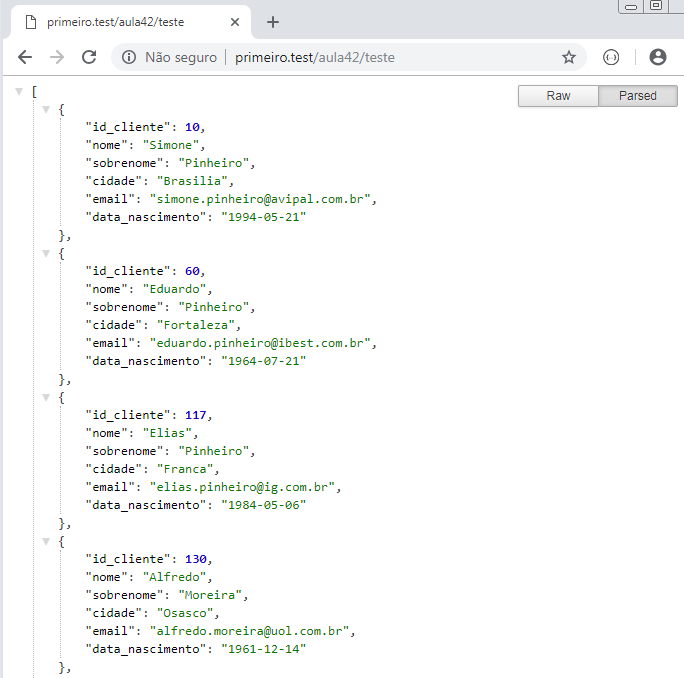 primeiro.test/aula42/teste
Não seguro | primeiro.test/aula42/teste
Raw Parsed
[
{
"id_cliente": 10,
"nome": "Simone",
"sobrenome": "Pinheiro",
"cidade": "Brasilia",
"email": "simone.pinheiro@avipal.com.br",
"data_nascimento": "1994-05-21"
},
{
"id_cliente": 60,
"nome": "Eduardo",
"sobrenome": "Pinheiro",
"cidade": "Fortaleza",
"email": "eduardo.pinheiro@ibest.com.br",
"data_nascimento": "1964-07-21"
},
{
"id_cliente": 117,
"nome": "Elias",
"sobrenome": "Pinheiro",
"cidade": "Franca",
"email": "elias.pinheiro@ig.com.br",
"data_nascimento": "1984-05-06"
},
{
"id_cliente": 130,
"nome": "Alfredo",
"sobrenome": "Moreira",
"cidade": "Osasco",
"email": "alfredo.moreira@uol.com.br",
"data_nascimento": "1961-12-14"
},